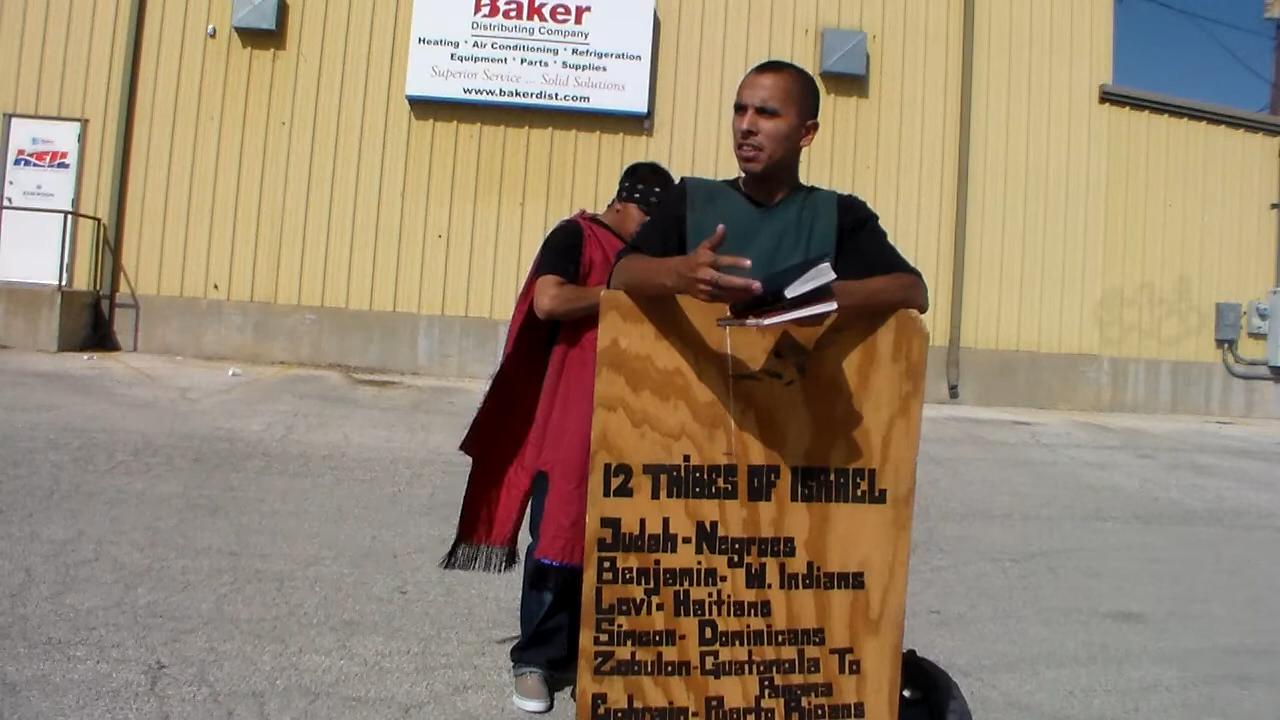 Baker
Distributing Company
Heating * Air Conditioning * Refrigeration
Equipment * Parts * Supplies
Superior Service ... Solid Solutions
www.bakerdist.com
HEIL
12 TRIBES OF ISRAEL
Judah - Negroes
Benjamin - W. Indians
Levi - Haitians
Simeon - Dominicans
Zebulon - Guatemala To
Panama
Ephraim - Puerto Ricans